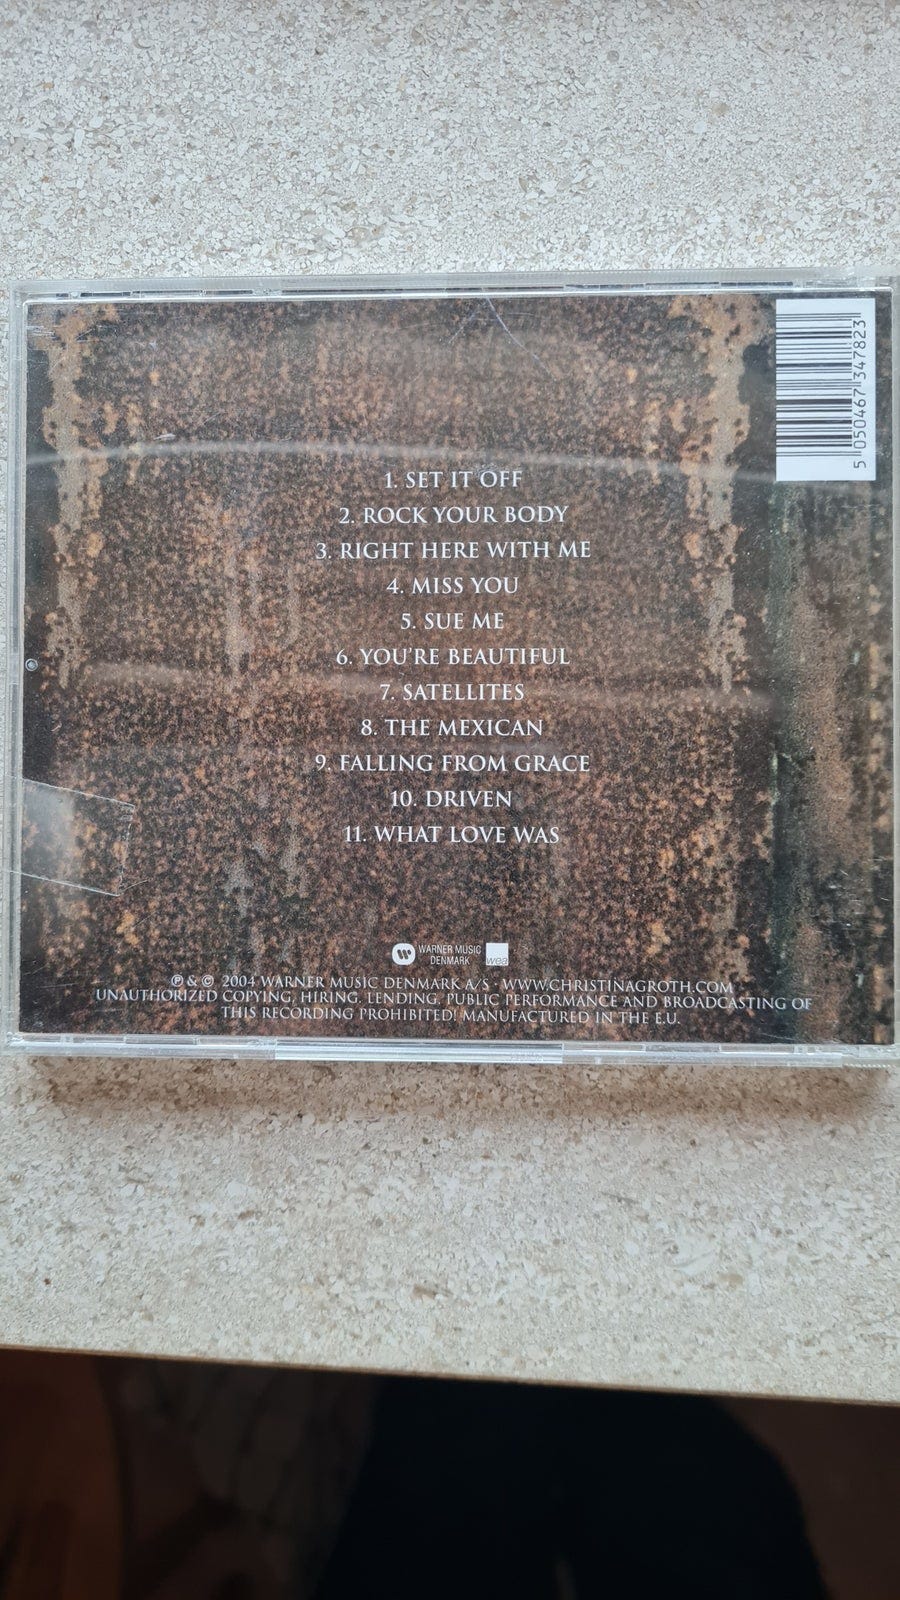 5 050467 347823
1. SET IT OFF
2. ROCK YOUR BODY
3. RIGHT HERE WITH ME
4. MISS YOU
5. SUE ME
6. YOU'RE BEAUTIFUL
7. SATELLITES
8. THE MEXICAN
9. FALLING FROM GRACE
10. DRIVEN
11. WHAT LOVE WAS
WARNER MUSIC
DENMARK
wea
℗ & © 2004 WARNER MUSIC DENMARK A/S · WWW.CHRISTINAGROTH.COM
UNAUTHORIZED COPYING, HIRING, LENDING, PUBLIC PERFORMANCE AND BROADCASTING OF
THIS RECORDING PROHIBITED! MANUFACTURED IN THE E.U.